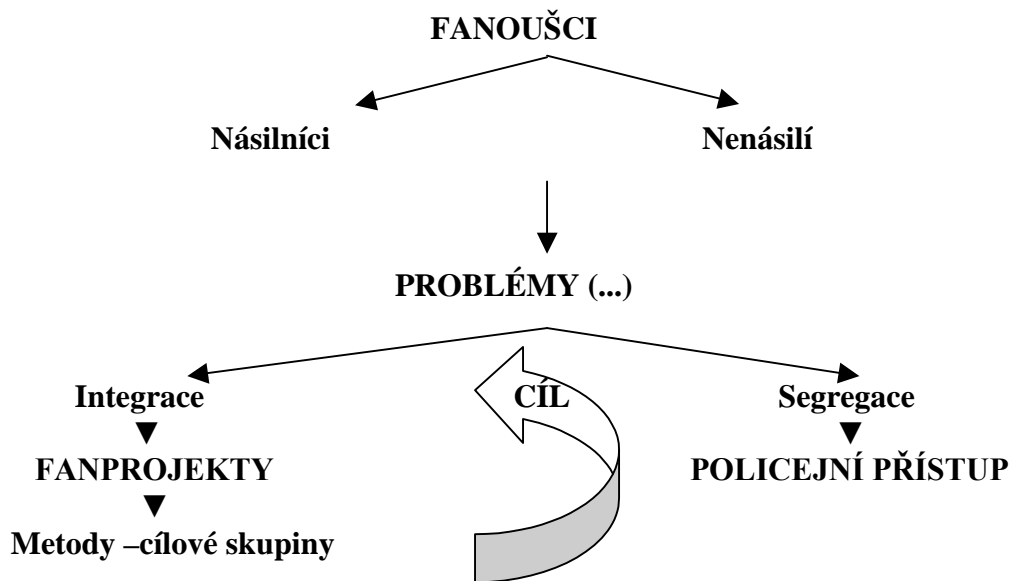 FANOUŠCI
Násilníci Nenásilí
PROBLÉMY (...)
Integrace CÍL Segregace
FANPROJEKTY POLICEJNÍ PŘÍSTUP
Metody –cílové skupiny